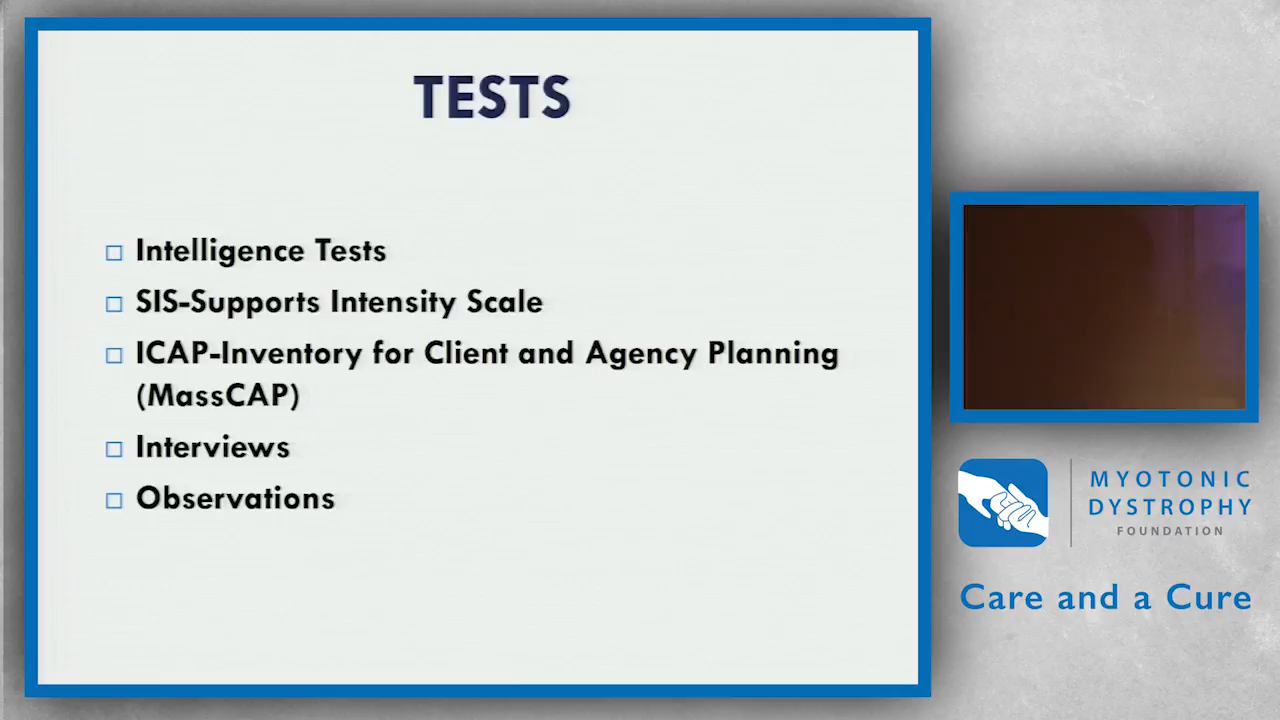 TESTS
Intelligence Tests
SIS-Supports Intensity Scale
ICAP-Inventory for Client and Agency Planning
(MassCAP)
Interviews
Observations
MYOTONIC
DYSTROPHY
FOUNDATION
Care and a Cure